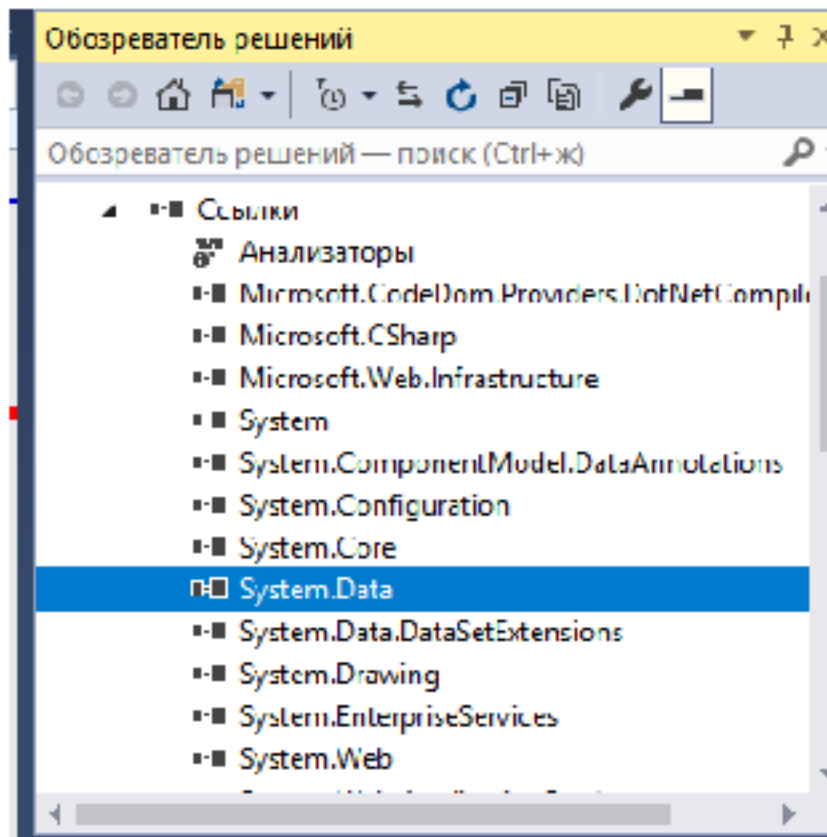 Обозреватель решений
Обозреватель решений — поиск (Ctrl+ж)
Ссылки
Анализаторы
Microsoft.CodeDom.Providers.DotNetCompil
Microsoft.CSharp
Microsoft.Web.Infrastructure
System
System.ComponentModel.DataAnnotations
System.Configuration
System.Core
System.Data
System.Data.DataSetExtensions
System.Drawing
System.EnterpriseServices
System.Web